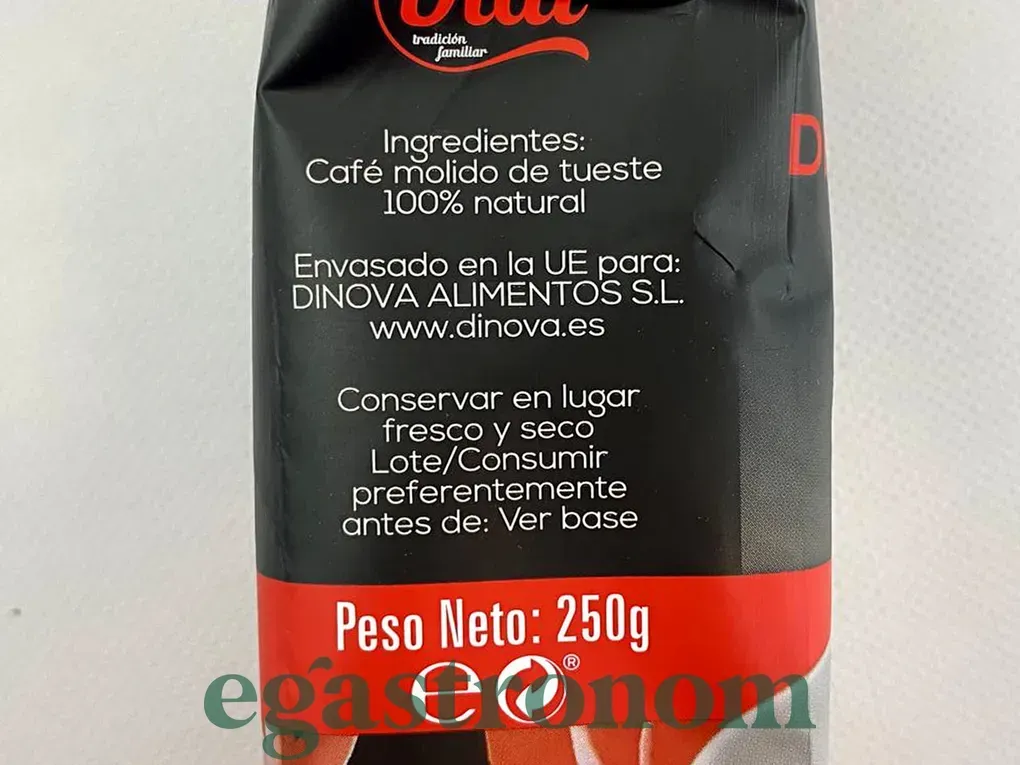 tradición
familiar
Ingredientes:
Café molido de tueste
100% natural
Envasado en la UE para:
DINOVA ALIMENTOS S.L.
www.dinova.es
Conservar en lugar
fresco y seco
Lote/Consumir
preferentemente
antes de: Ver base
Peso Neto: 250g
e ®
egastronom